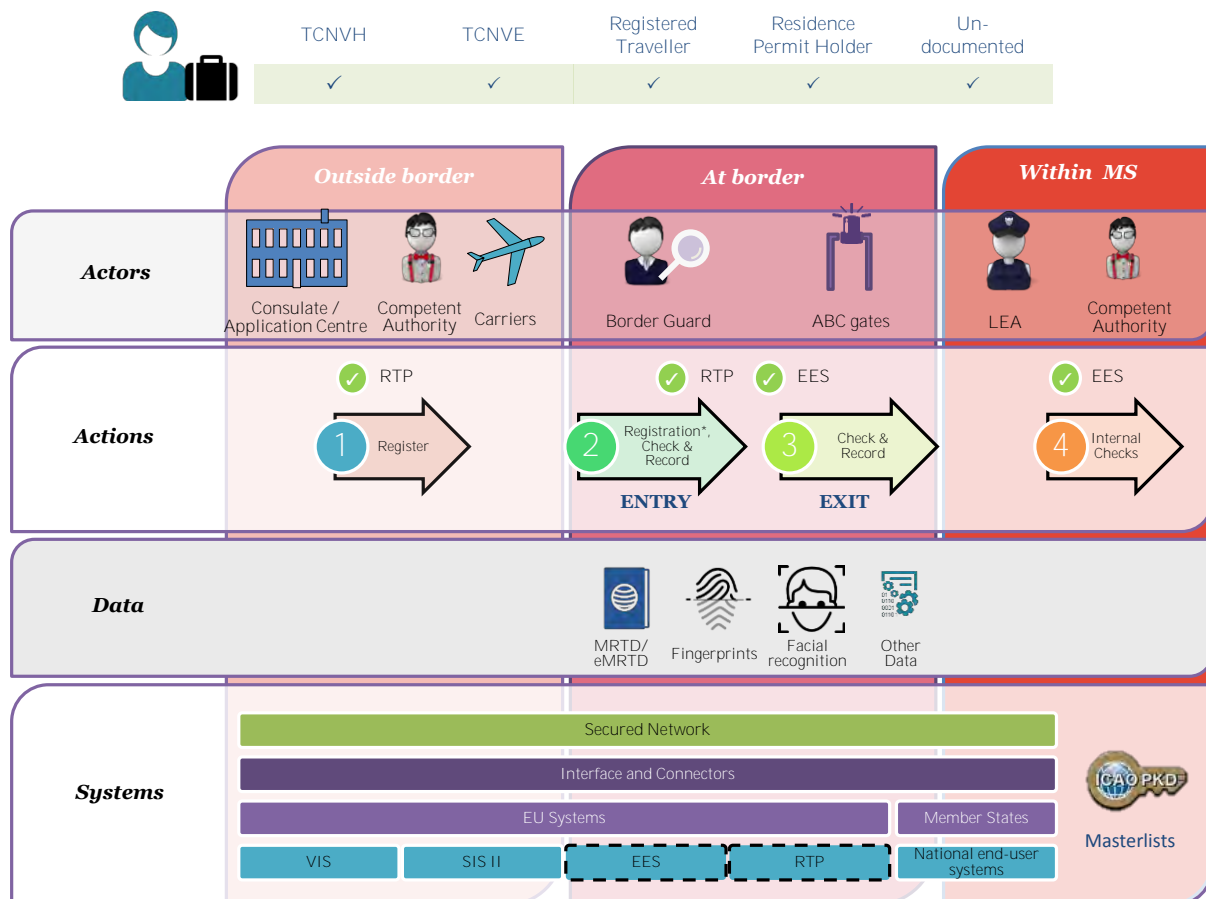 TCNVH
TCNVE
Registered
Traveller
Residence
Permit Holder
Un-
documented
Outside border
At border
Within MS
Actors
Consulate /
Application Centre
Competent
Authority
Carriers
Border Guard
ABC gates
LEA
Competent
Authority
Actions
RTP
RTP
EES
EES
1
Register
2
Registration*,
Check &
Record
3
Check &
Record
4
Internal
Checks
ENTRY
EXIT
Data
01
0110
0001
0110
MRTD/
eMRTD
Fingerprints
Facial
recognition
Other
Data
Systems
Secured Network
Interface and Connectors
EU Systems
Member States
VIS
SIS II
EES
RTP
National end-user
systems
ICAO PKD
Masterlists